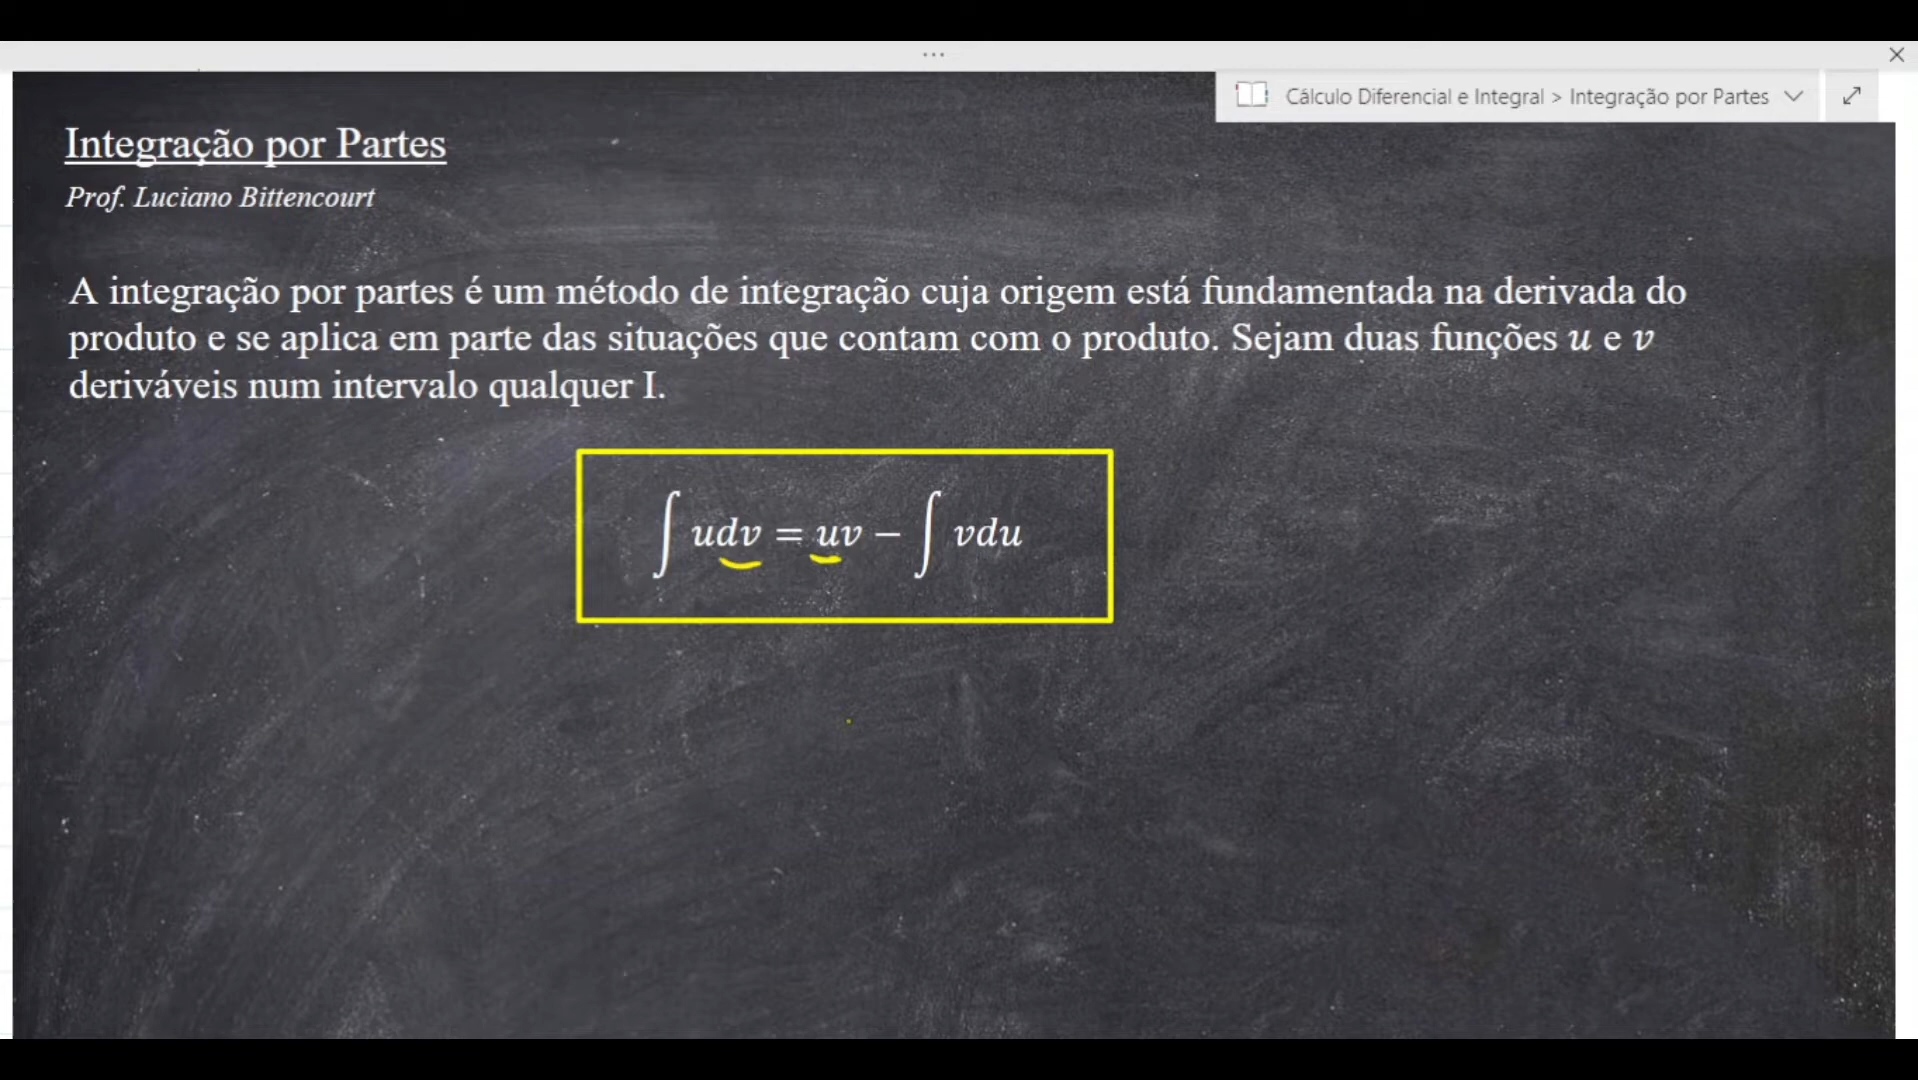 Cálculo Diferencial e Integral > Integração por Partes
Integração por Partes
Prof. Luciano Bittencourt
A integração por partes é um método de integração cuja origem está fundamentada na derivada do
produto e se aplica em parte das situações que contam com o produto. Sejam duas funções u e v
deriváveis num intervalo qualquer I.
∫ udv = uv − ∫ vdu